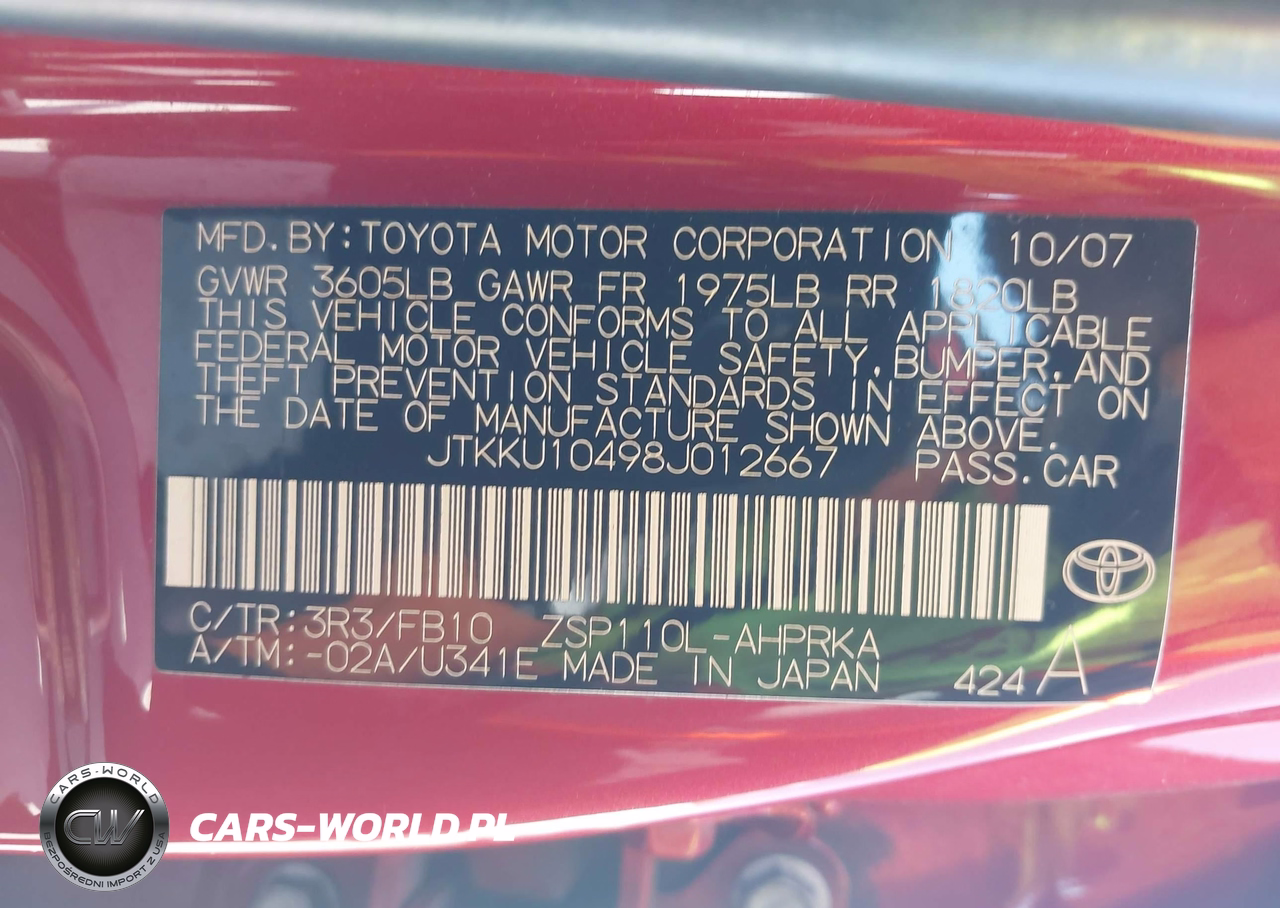 MFD. BY: TOYOTA MOTOR CORPORATION 10/07
GVWR 3605LB GAWR FR 1975LB RR 1820LB
THIS VEHICLE CONFORMS TO ALL APPLICABLE
FEDERAL MOTOR VEHICLE SAFETY, BUMPER, AND
THEFT PREVENTION STANDARDS IN EFFECT ON
THE DATE OF MANUFACTURE SHOWN ABOVE.
JTKKU10498J012667 PASS. CAR
C/TR: 3R3/FB10 ZSP110L-AHPRKA
A/TM: -02A/U341E MADE IN JAPAN 424 A
CARS-WORLD
CW
BEZPOŚREDNI IMPORT Z USA
CARS-WORLD.PL